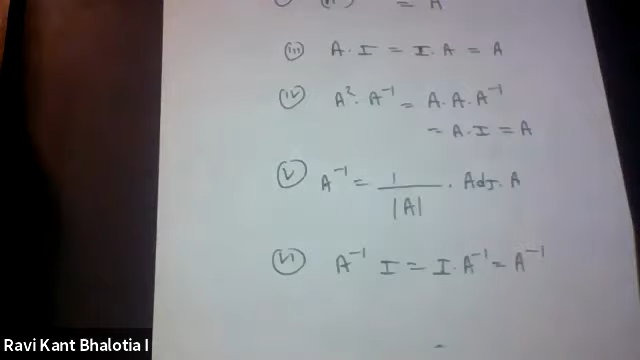 = A
(iii) A · I = I · A = A
(iv) A² · A⁻¹ = A · A · A⁻¹
= A · I = A
(v) A⁻¹ = 1/|A| · Adj. A
(vi) A⁻¹ I = I · A⁻¹ = A⁻¹
Ravi Kant Bhalotia I